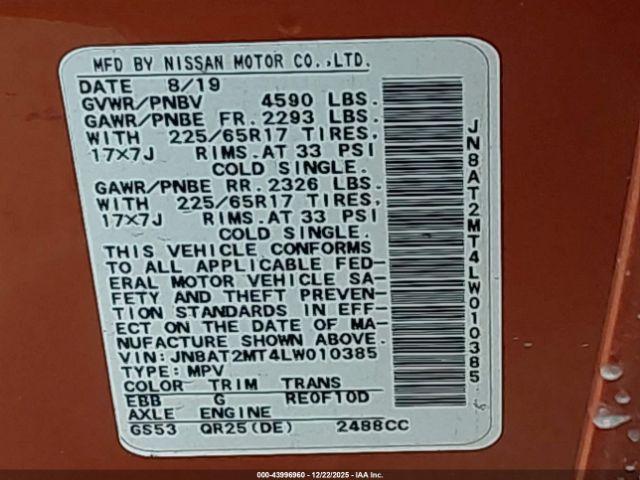 MFD BY NISSAN MOTOR CO.,LTD.
DATE 8/19
GVWR/PNBV 4590 LBS.
GAWR/PNBE FR. 2293 LBS.
WITH 225/65R17 TIRES,
17X7J RIMS.AT 33 PSI
COLD SINGLE.
GAWR/PNBE RR. 2326 LBS.
WITH 225/65R17 TIRES,
17X7J RIMS.AT 33 PSI
COLD SINGLE.
THIS VEHICLE CONFORMS
TO ALL APPLICABLE FED-
ERAL MOTOR VEHICLE SA-
FETY AND THEFT PREVEN-
TION STANDARDS IN EFF-
ECT ON THE DATE OF MA-
NUFACTURE SHOWN ABOVE.
VIN: JN8AT2MT4LW010385
TYPE: MPV
COLOR TRIM TRANS
EBB G RE0F10D
AXLE ENGINE
GS53 QR25(DE) 2488CC
JN8AT2MT4LW010385
000-43996960 - 12/22/2025 - COPART, IAA